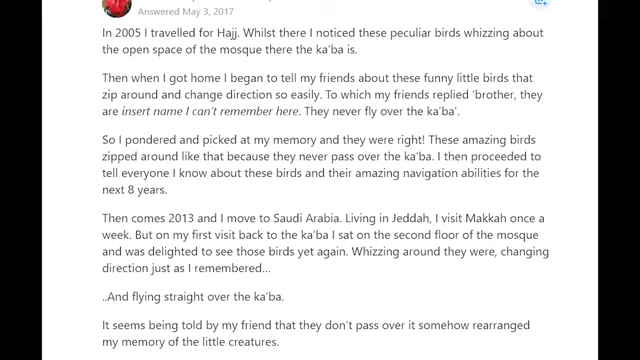 Answered May 3, 2017
In 2005 I travelled for Hajj. Whilst there I noticed these peculiar birds whizzing about
the open space of the mosque there the ka’ba is.
Then when I got home I began to tell my friends about these funny little birds that
zip around and change direction so easily. To which my friends replied ‘brother, they
are insert name I can’t remember here. They never fly over the ka’ba’.
So I pondered and picked at my memory and they were right! These amazing birds
zipped around like that because they never pass over the ka’ba. I then proceeded to
tell everyone I know about these birds and their amazing navigation abilities for the
next 8 years.
Then comes 2013 and I move to Saudi Arabia. Living in Jeddah, I visit Makkah once a
week. But on my first visit back to the ka’ba I sat on the second floor of the mosque
and was delighted to see those birds yet again. Whizzing around they were, changing
direction just as I remembered…
..And flying straight over the ka’ba.
It seems being told by my friend that they don’t pass over it somehow rearranged
my memory of the little creatures.